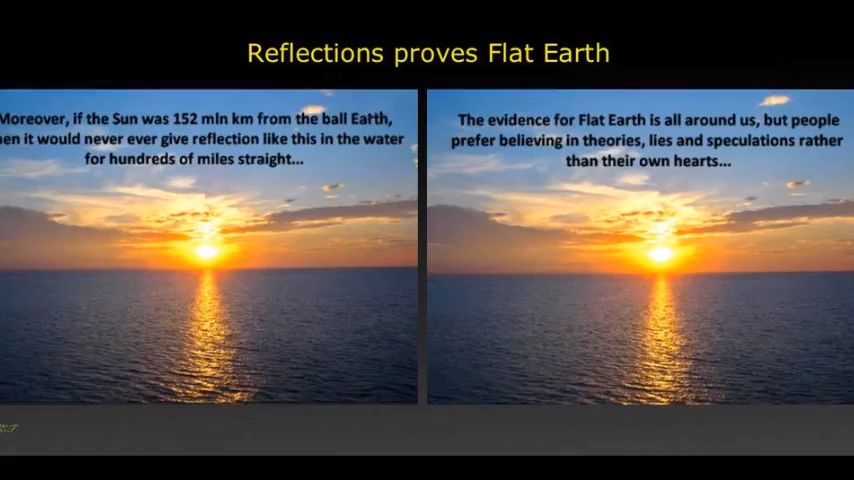 Reflections proves Flat Earth
Moreover, if the Sun was 152 mln km from the ball Earth,
it would never ever give reflection like this in the water
for hundreds of miles straight...
The evidence for Flat Earth is all around us, but people
prefer believing in theories, lies and speculations rather
than their own hearts...